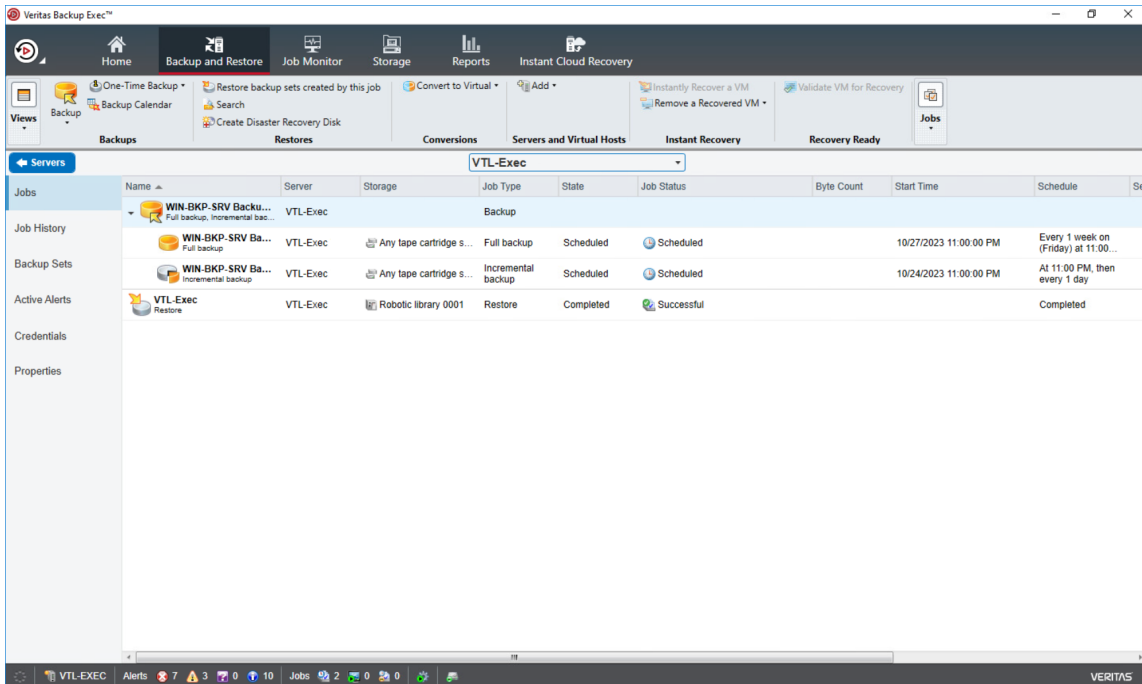 Veritas Backup Exec™
Home
Backup and Restore
Job Monitor
Storage
Reports
Instant Cloud Recovery
Views
Backup
One-Time Backup
Backup Calendar
Backups
Restore backup sets created by this job
Search
Create Disaster Recovery Disk
Restores
Convert to Virtual
Conversions
Add
Servers and Virtual Hosts
Instantly Recover a VM
Remove a Recovered VM
Instant Recovery
Validate VM for Recovery
Recovery Ready
Jobs
Servers
VTL-Exec
Jobs
Job History
Backup Sets
Active Alerts
Credentials
Properties
Name Server Storage Job Type State Job Status Byte Count Start Time Schedule Se
WIN-BKP-SRV Backu... VTL-Exec Backup
Full backup, Incremental bac...
WIN-BKP-SRV Ba... VTL-Exec Any tape cartridge s... Full backup Scheduled Scheduled 10/27/2023 11:00:00 PM Every 1 week on
Full backup (Friday) at 11:00...
WIN-BKP-SRV Ba... VTL-Exec Any tape cartridge s... Incremental Scheduled Scheduled 10/24/2023 11:00:00 PM At 11:00 PM, then
Incremental backup backup every 1 day
VTL-Exec VTL-Exec Robotic library 0001 Restore Completed Successful Completed
Restore
VTL-EXEC Alerts 7 3 0 10 Jobs 2 0 0 VERITAS